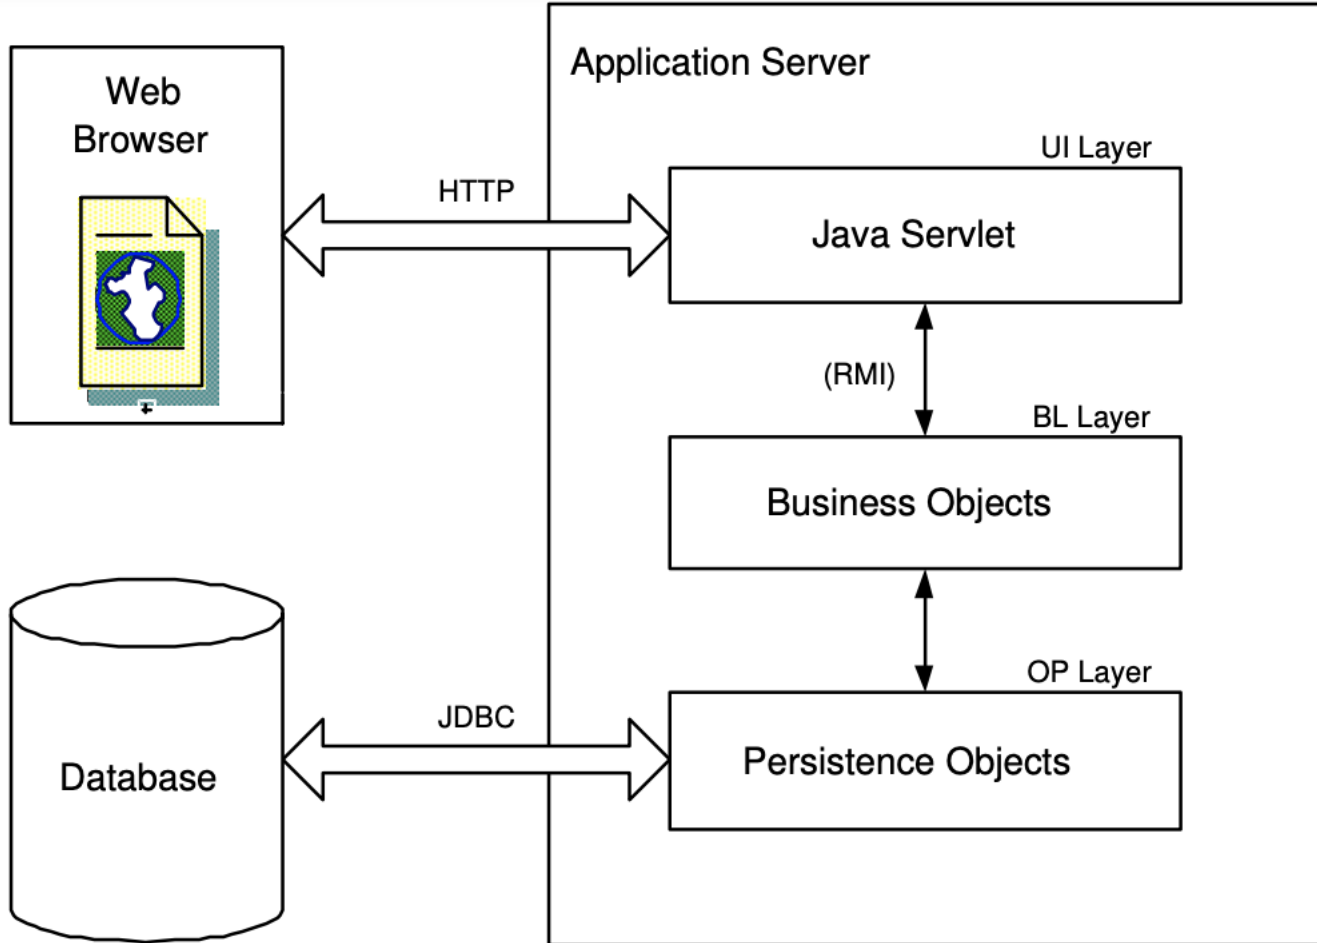 Web
Browser
Application Server
UI Layer
HTTP
Java Servlet
(RMI)
BL Layer
Business Objects
OP Layer
JDBC
Database
Persistence Objects